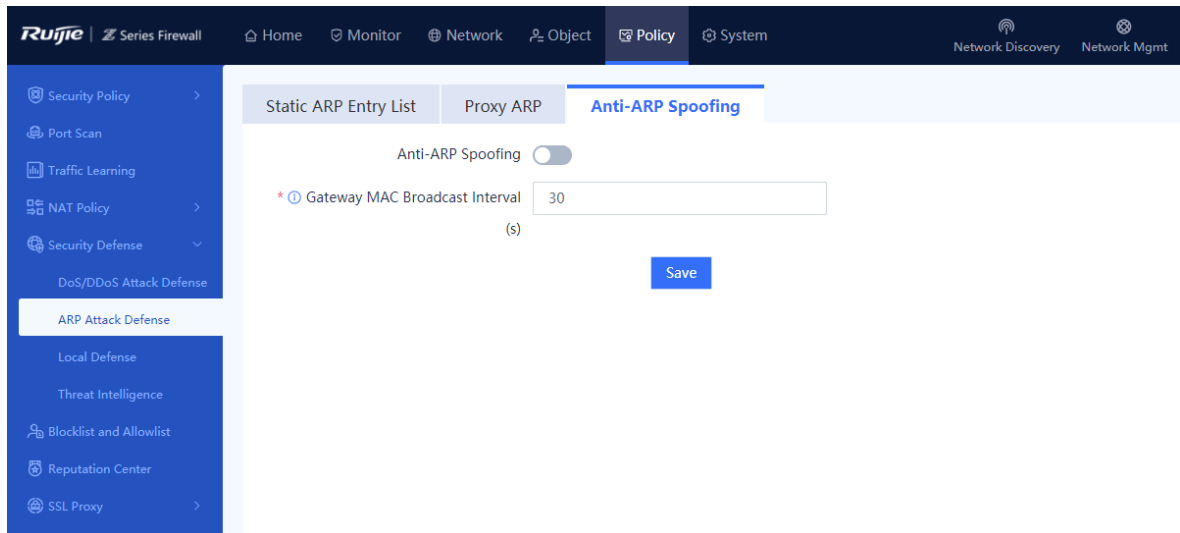 Ruijie | Z Series Firewall
Home Monitor Network Object Policy System
Network Discovery Network Mgmt
Security Policy
Port Scan
Traffic Learning
NAT Policy
Security Defense
DoS/DDoS Attack Defense
ARP Attack Defense
Local Defense
Threat Intelligence
Blocklist and Allowlist
Reputation Center
SSL Proxy
Static ARP Entry List Proxy ARP Anti-ARP Spoofing
Anti-ARP Spoofing
* Gateway MAC Broadcast Interval 30
(s)
Save